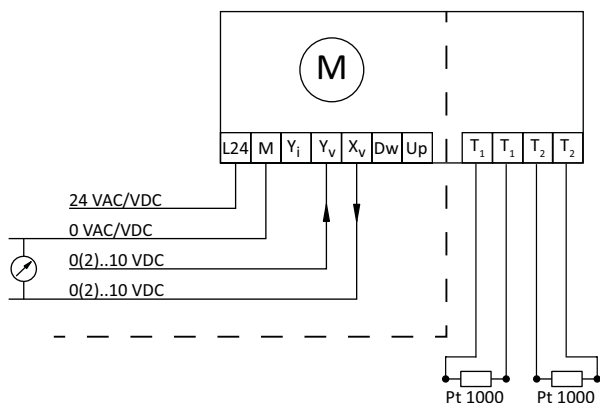 M
L24 M Yi Yv Xv Dw Up T1 T1 T2 T2
24 VAC/VDC
0 VAC/VDC
0(2)..10 VDC
0(2)..10 VDC
Pt 1000 Pt 1000